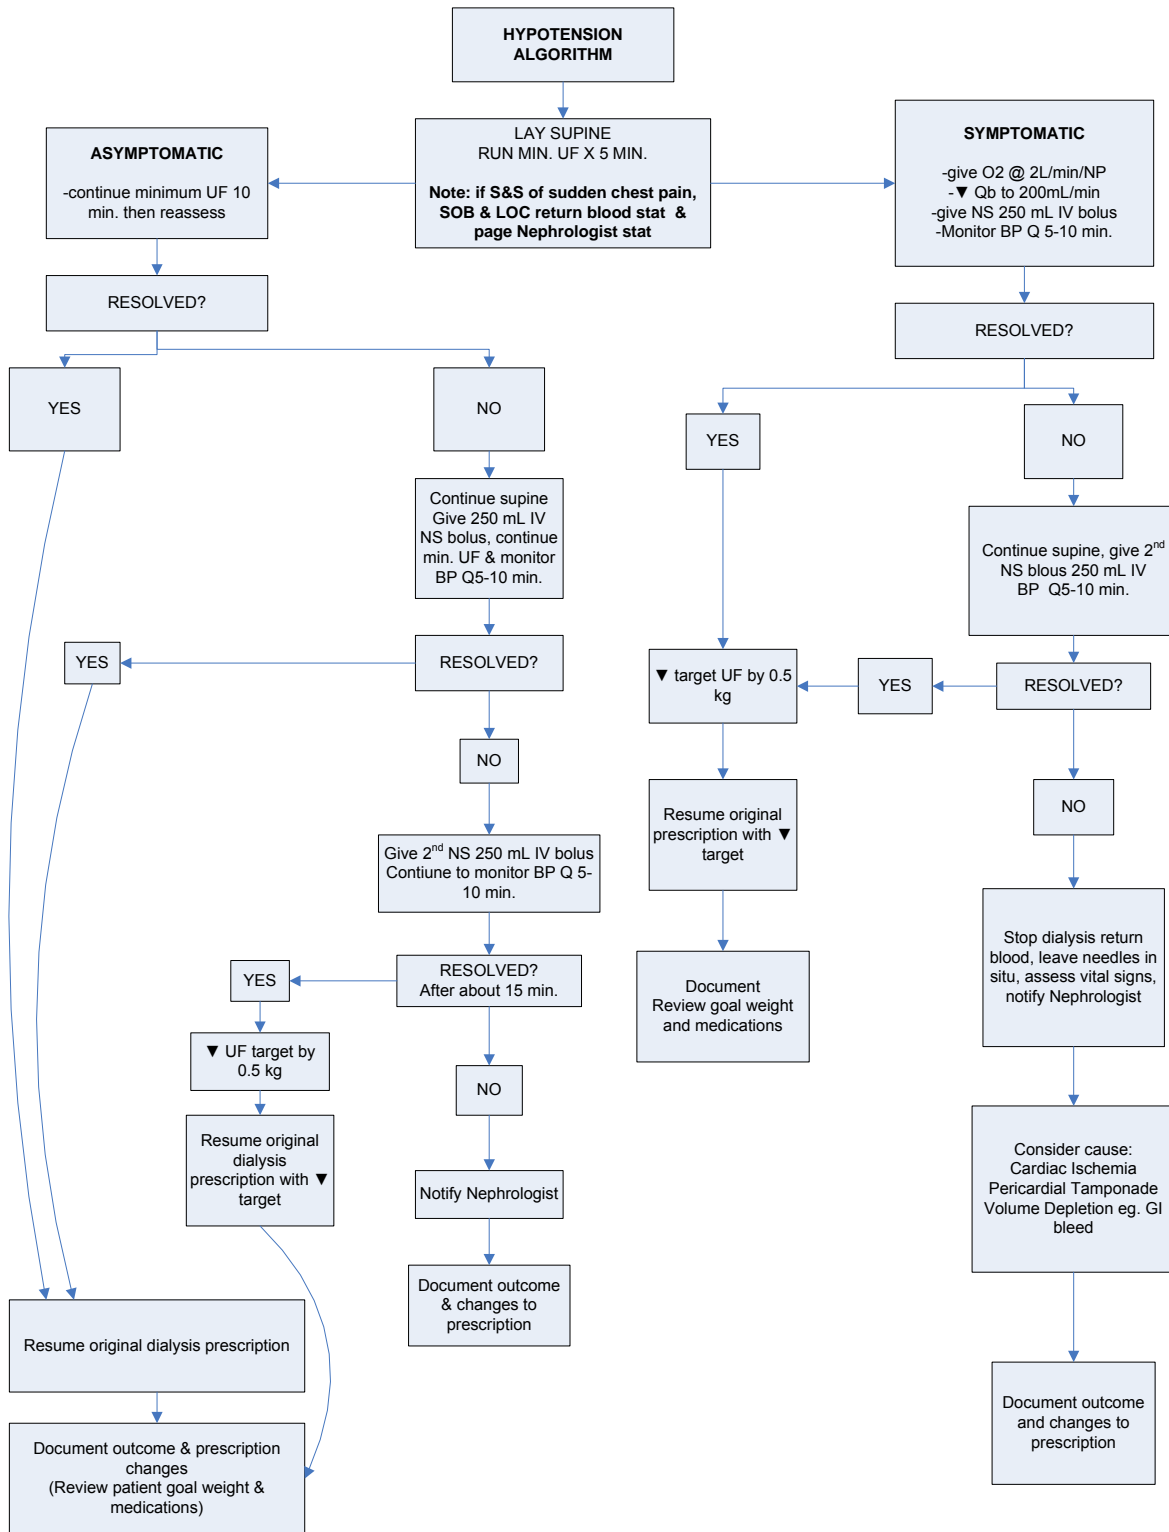 HYPOTENSION
ALGORITHM
LAY SUPINE
RUN MIN. UF X 5 MIN.
Note: if S&S of sudden chest pain,
SOB & LOC return blood stat &
page Nephrologist stat
ASYMPTOMATIC
-continue minimum UF 10
min. then reassess
RESOLVED?
YES
NO
Continue supine
Give 250 mL IV
NS bolus, continue
min. UF & monitor
BP Q5-10 min.
YES
RESOLVED?
NO
Give 2nd NS 250 mL IV bolus
Contiune to monitor BP Q 5-
10 min.
YES
RESOLVED?
After about 15 min.
▼ UF target by
0.5 kg
NO
Resume original
dialysis
prescription with ▼
target
Notify Nephrologist
Document outcome
& changes to
prescription
Resume original dialysis prescription
Document outcome & prescription
changes
(Review patient goal weight &
medications)
SYMPTOMATIC
-give O2 @ 2L/min/NP
-▼ Qb to 200mL/min
-give NS 250 mL IV bolus
-Monitor BP Q 5-10 min.
RESOLVED?
YES
NO
Continue supine, give 2nd
NS blous 250 mL IV
BP Q5-10 min.
▼ target UF by 0.5
kg
YES
RESOLVED?
Resume original
prescription with ▼
target
NO
Document
Review goal weight
and medications
Stop dialysis return
blood, leave needles in
situ, assess vital signs,
notify Nephrologist
Consider cause:
Cardiac Ischemia
Pericardial Tamponade
Volume Depletion eg. GI
bleed
Document outcome
and changes to
prescription